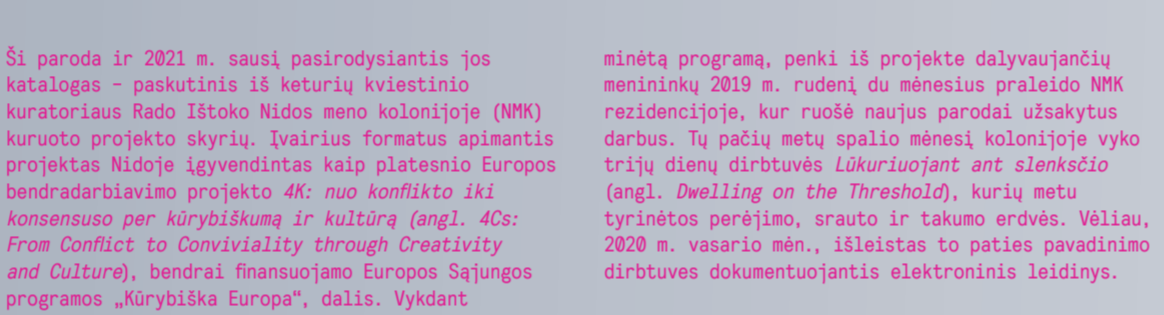 Ši paroda ir 2021 m. sausį pasirodysiantis jos
katalogas – paskutinis iš keturių kviestinio
kuratoriaus Rado Ištoko Nidos meno kolonijoje (NMK)
kuruoto projekto skyrių. Įvairius formatus apimantis
projektas Nidoje įgyvendintas kaip platesnio Europos
bendradarbiavimo projekto 4K: nuo konflikto iki
konsensuso per kūrybiškumą ir kultūrą (angl. 4Cs:
From Conflict to Conviviality through Creativity
and Culture), bendrai finansuojamo Europos Sąjungos
programos „Kūrybiška Europa“, dalis. Vykdant
minėtą programą, penki iš projekte dalyvaujančių
menininkų 2019 m. rudenį du mėnesius praleido NMK
rezidencijoje, kur ruošė naujus parodai užsakytus
darbus. Tų pačių metų spalio mėnesį kolonijoje vyko
trijų dienų dirbtuvės Lūkuriuojant ant slenksčio
(angl. Dwelling on the Threshold), kurių metu
tyrinėtos perėjimo, srauto ir takumo erdvės. Vėliau,
2020 m. vasario mėn., išleistas to paties pavadinimo
dirbtuves dokumentuojantis elektroninis leidinys.